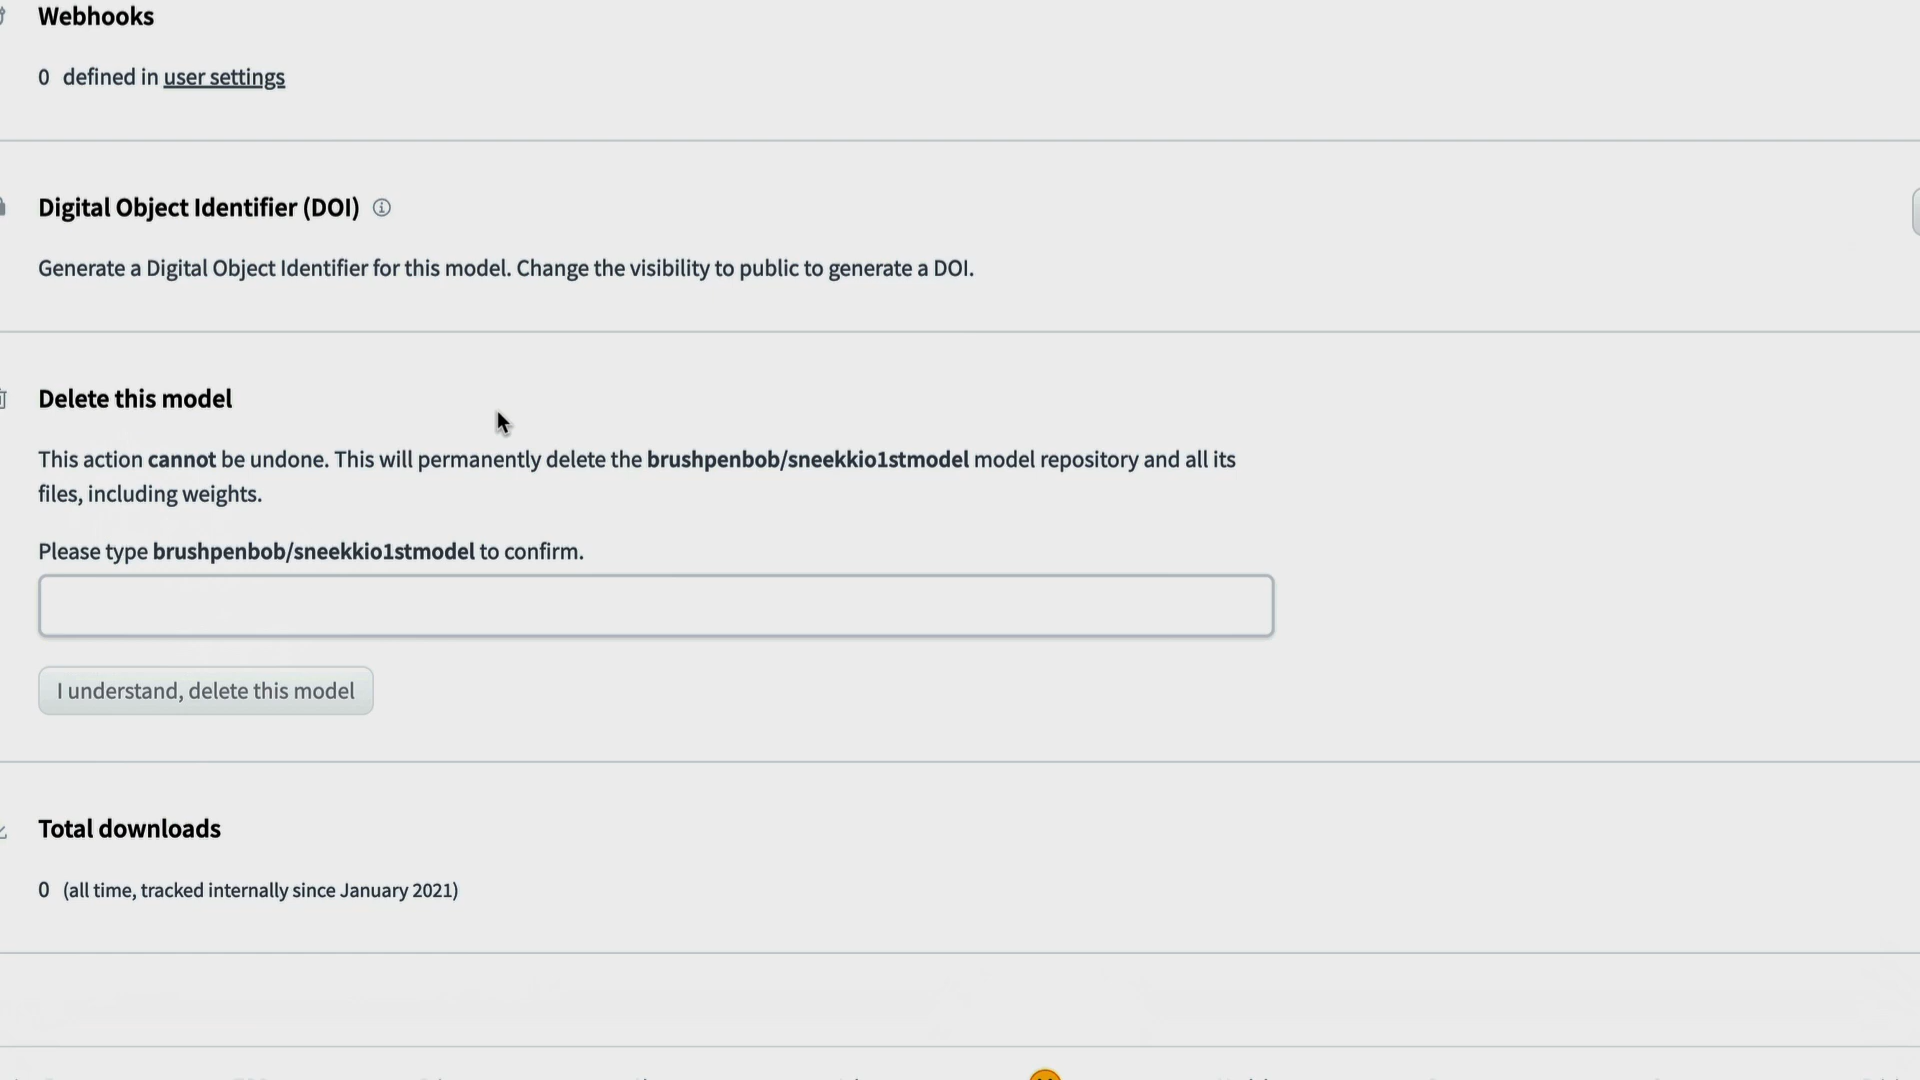 Webhooks
0 defined in user settings
Digital Object Identifier (DOI)
Generate a Digital Object Identifier for this model. Change the visibility to public to generate a DOI.
Delete this model
This action cannot be undone. This will permanently delete the brushpenbob/sneekkio1stmodel model repository and all its
files, including weights.
Please type brushpenbob/sneekkio1stmodel to confirm.
I understand, delete this model
Total downloads
0 (all time, tracked internally since January 2021)